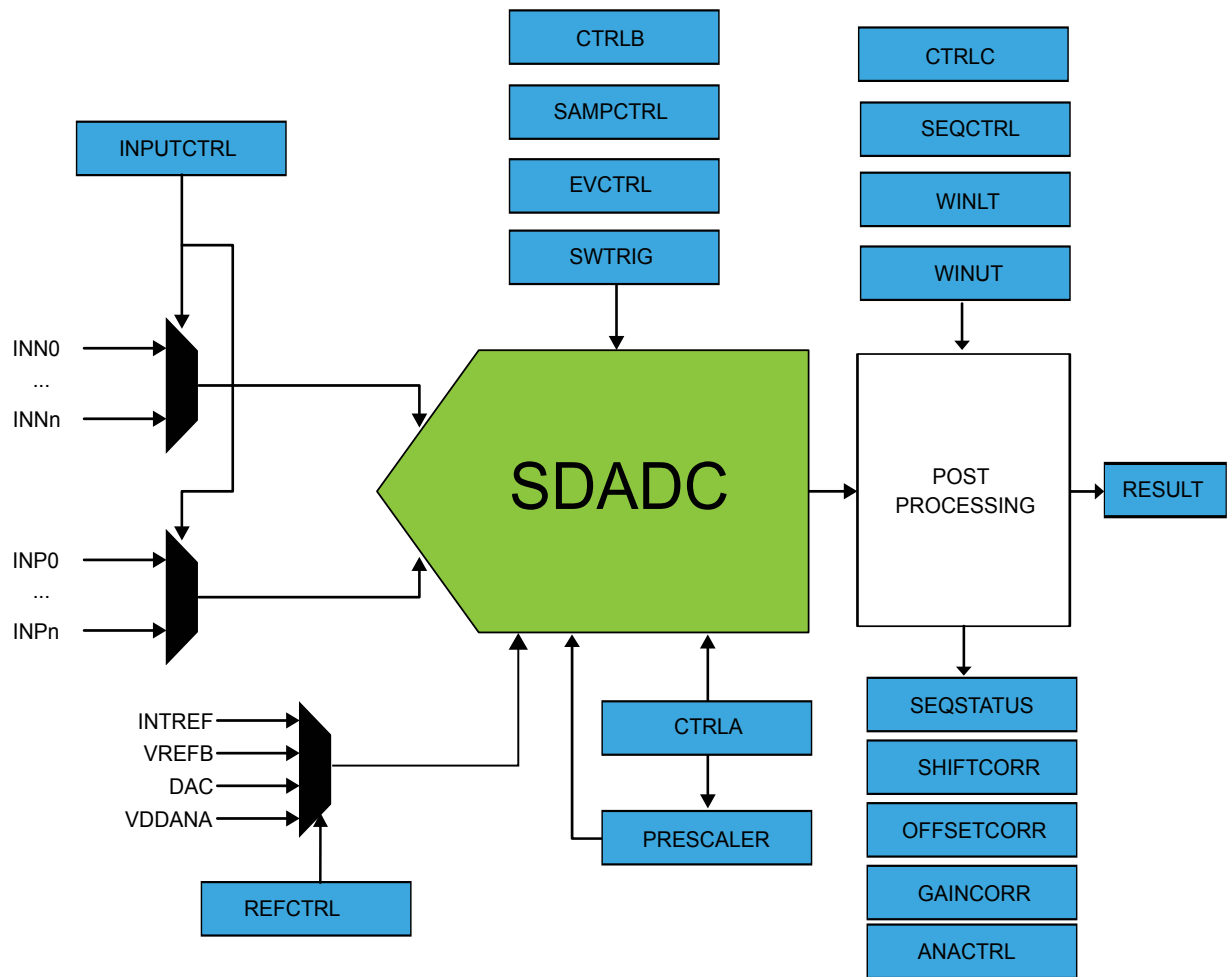 CTRLB
CTRLC
SAMPCTRL
SEQCTRL
INPUTCTRL
EVCTRL
WINLT
SWTRIG
WINUT
INN0
...
INNn
SDADC
POST
PROCESSING
RESULT
INP0
...
INPn
INTREF
VREFB
DAC
VDDANA
CTRLA
PRESCALER
REFCTRL
SEQSTATUS
SHIFTCORR
OFFSETCORR
GAINCORR
ANACTRL